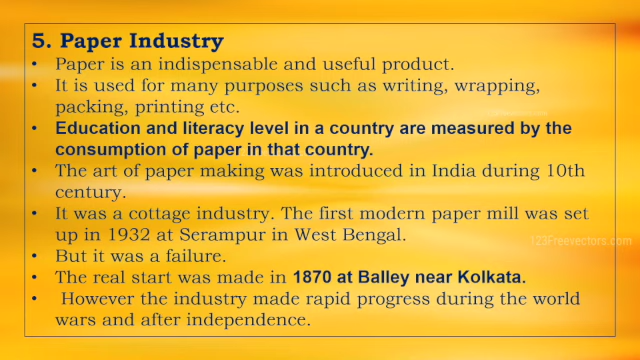 5. Paper Industry
• Paper is an indispensable and useful product.
• It is used for many purposes such as writing, wrapping,
packing, printing etc.
• Education and literacy level in a country are measured by the
consumption of paper in that country.
• The art of paper making was introduced in India during 10th
century.
• It was a cottage industry. The first modern paper mill was set
up in 1932 at Serampur in West Bengal.
• But it was a failure.
• The real start was made in 1870 at Balley near Kolkata.
• However the industry made rapid progress during the world
wars and after independence.
123Freevectors.com